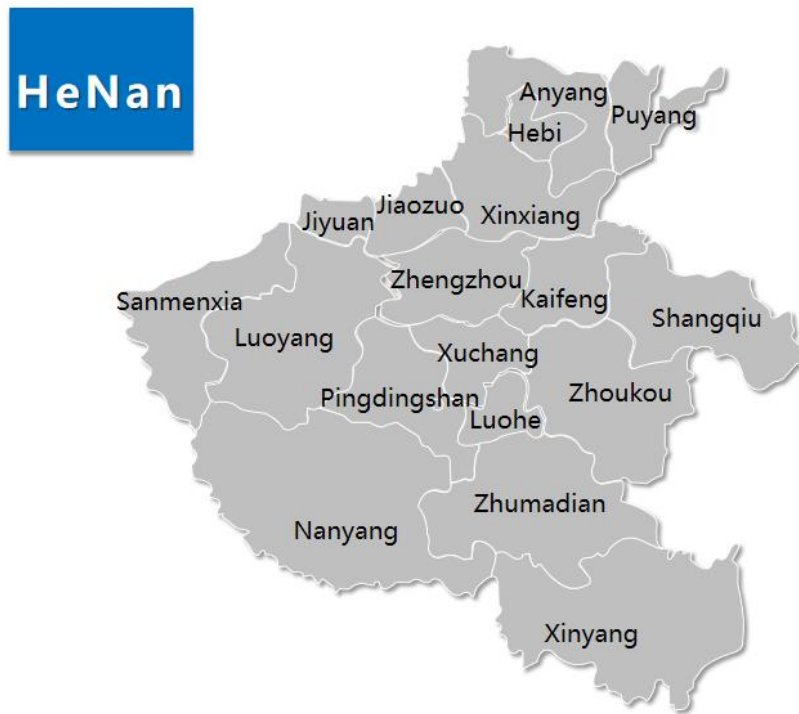 HeNan
Anyang
Puyang
Hebi
Jiaozuo
Xinxiang
Jiyuan
Zhengzhou
Sanmenxia
Kaifeng
Shangqiu
Luoyang
Xuchang
Zhoukou
Pingdingshan
Luohe
Zhumadian
Nanyang
Xinyang